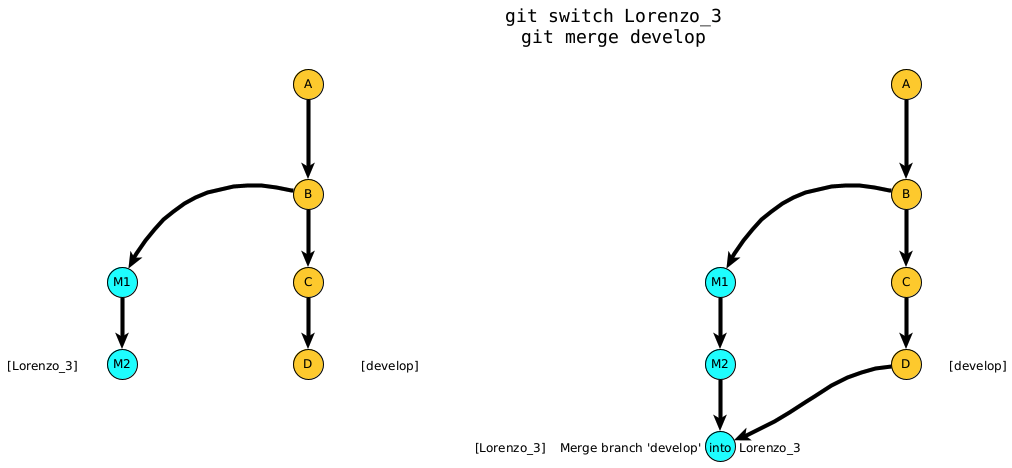 git switch Lorenzo_3
git merge develop
A
B
M1
C
[Lorenzo_3] M2 D [develop]
A
B
M1
C
M2 D [develop]
[Lorenzo_3] Merge branch 'develop' into Lorenzo_3